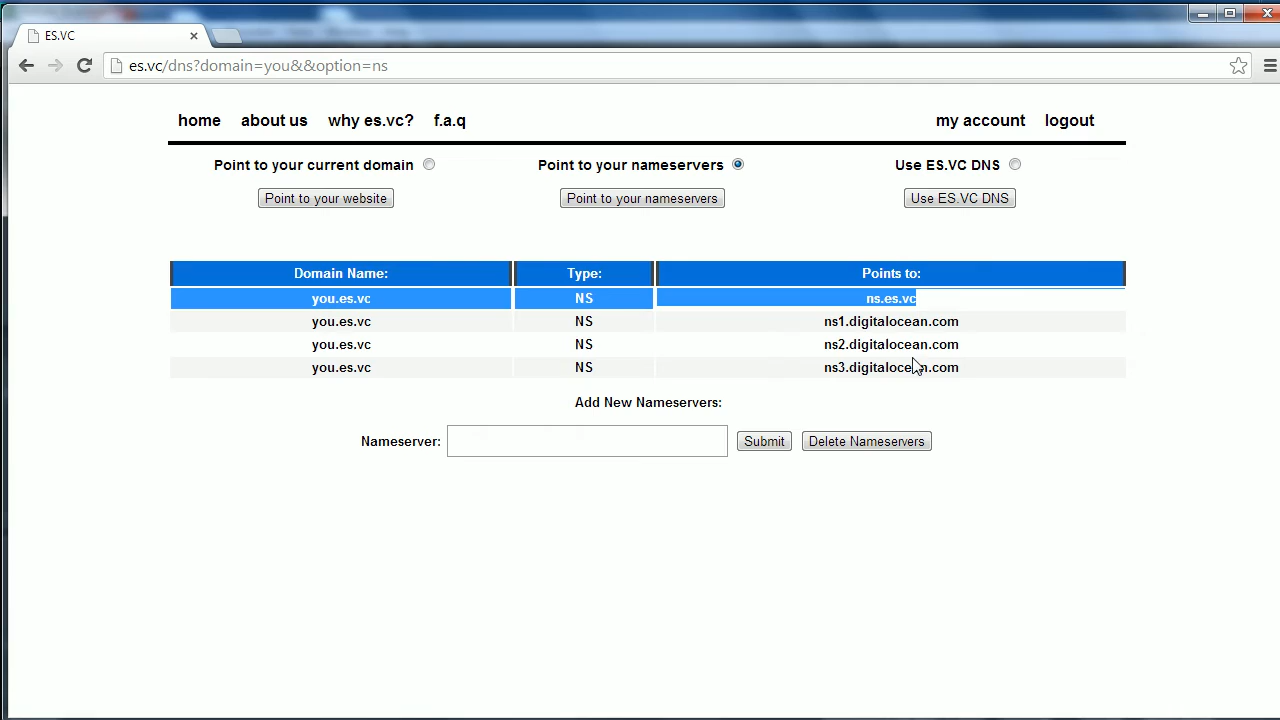 ES.VC
es.vc/dns?domain=you&&option=ns
home about us why es.vc? f.a.q my account logout
Point to your current domain Point to your nameservers Use ES.VC DNS
Point to your website Point to your nameservers Use ES.VC DNS
Domain Name: Type: Points to:
you.es.vc NS ns.es.vc
you.es.vc NS ns1.digitalocean.com
you.es.vc NS ns2.digitalocean.com
you.es.vc NS ns3.digitalocean.com
Add New Nameservers:
Nameserver: Submit Delete Nameservers